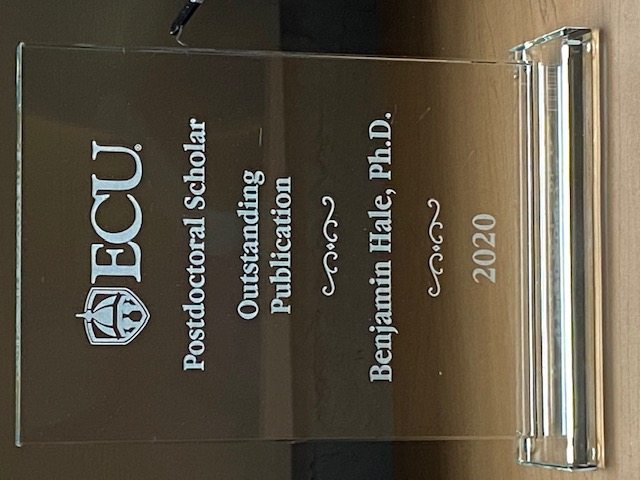 ECU
Postdoctoral Scholar
Outstanding
Publication
Benjamin Hale, Ph.D.
2020